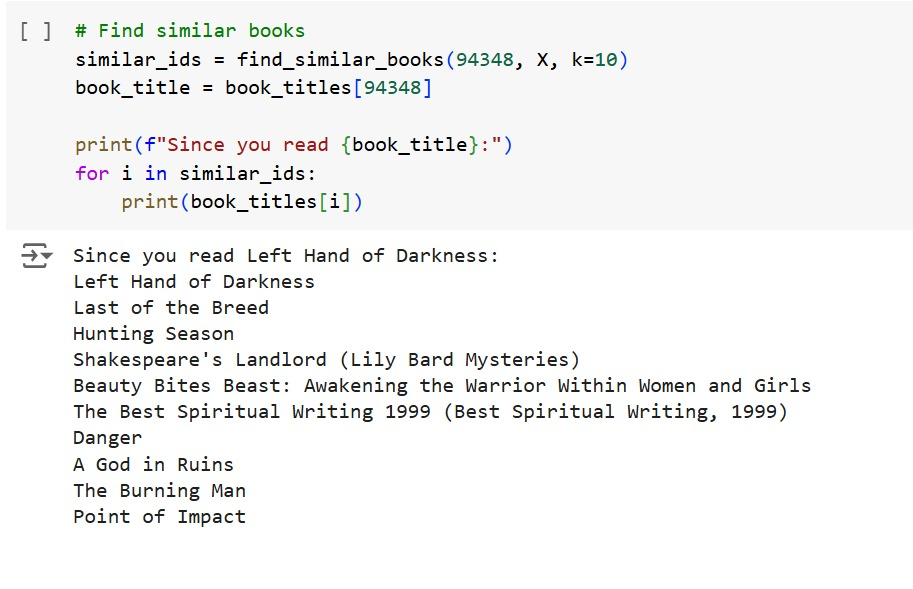 [ ] # Find similar books
similar_ids = find_similar_books(94348, X, k=10)
book_title = book_titles[94348]
print(f"Since you read {book_title}:")
for i in similar_ids:
    print(book_titles[i])
Since you read Left Hand of Darkness:
Left Hand of Darkness
Last of the Breed
Hunting Season
Shakespeare's Landlord (Lily Bard Mysteries)
Beauty Bites Beast: Awakening the Warrior Within Women and Girls
The Best Spiritual Writing 1999 (Best Spiritual Writing, 1999)
Danger
A God in Ruins
The Burning Man
Point of Impact